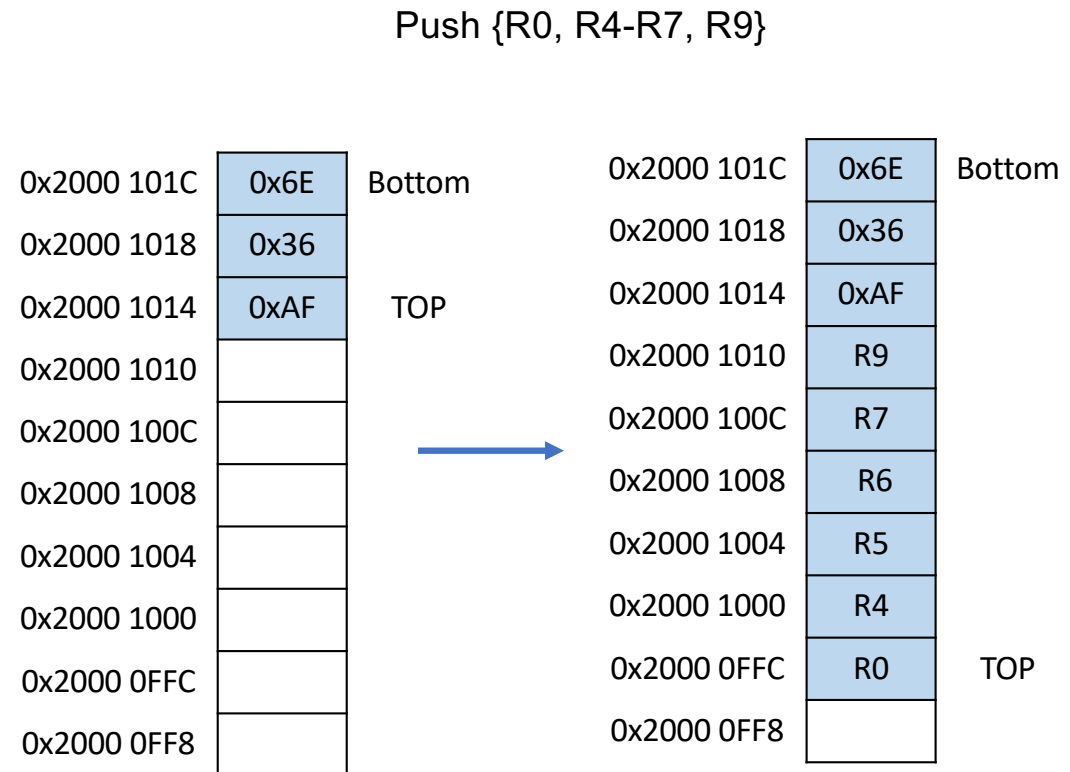 Push {R0, R4-R7, R9}
0x2000 101C 0x6E Bottom
0x2000 1018 0x36
0x2000 1014 0xAF TOP
0x2000 1010
0x2000 100C
0x2000 1008
0x2000 1004
0x2000 1000
0x2000 0FFC
0x2000 0FF8
0x2000 101C 0x6E Bottom
0x2000 1018 0x36
0x2000 1014 0xAF
0x2000 1010 R9
0x2000 100C R7
0x2000 1008 R6
0x2000 1004 R5
0x2000 1000 R4
0x2000 0FFC R0 TOP
0x2000 0FF8